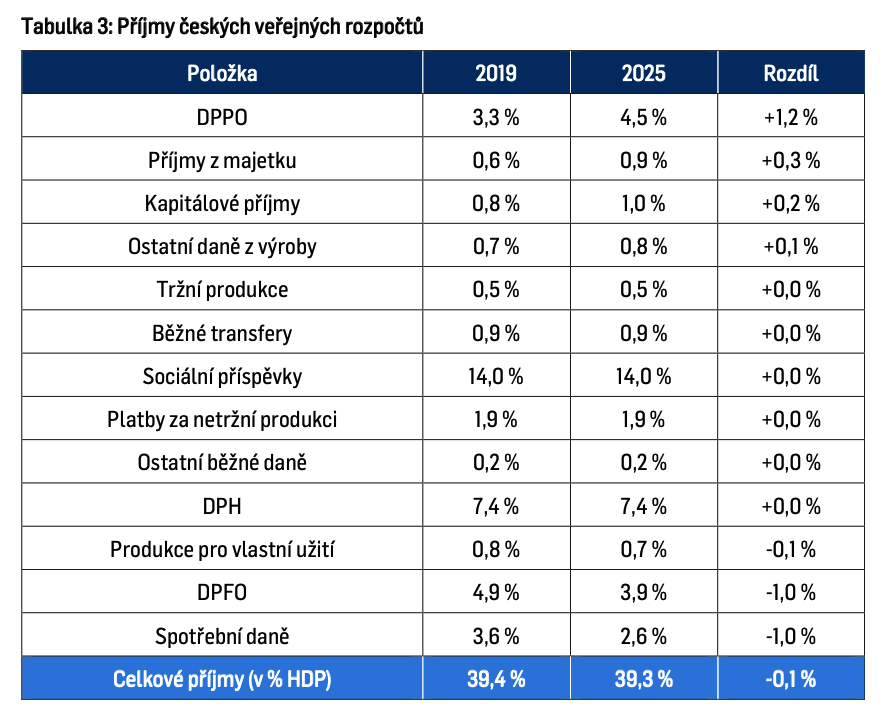 Tabulka 3: Příjmy českých veřejných rozpočtů
Položka 2019 2025 Rozdíl
DPPO 3,3 % 4,5 % +1,2 %
Příjmy z majetku 0,6 % 0,9 % +0,3 %
Kapitálové příjmy 0,8 % 1,0 % +0,2 %
Ostatní daně z výroby 0,7 % 0,8 % +0,1 %
Tržní produkce 0,5 % 0,5 % +0,0 %
Běžné transfery 0,9 % 0,9 % +0,0 %
Sociální příspěvky 14,0 % 14,0 % +0,0 %
Platby za netržní produkci 1,9 % 1,9 % +0,0 %
Ostatní běžné daně 0,2 % 0,2 % +0,0 %
DPH 7,4 % 7,4 % +0,0 %
Produkce pro vlastní užití 0,8 % 0,7 % -0,1 %
DPFO 4,9 % 3,9 % -1,0 %
Spotřební daně 3,6 % 2,6 % -1,0 %
Celkové příjmy (v % HDP) 39,4 % 39,3 % -0,1 %